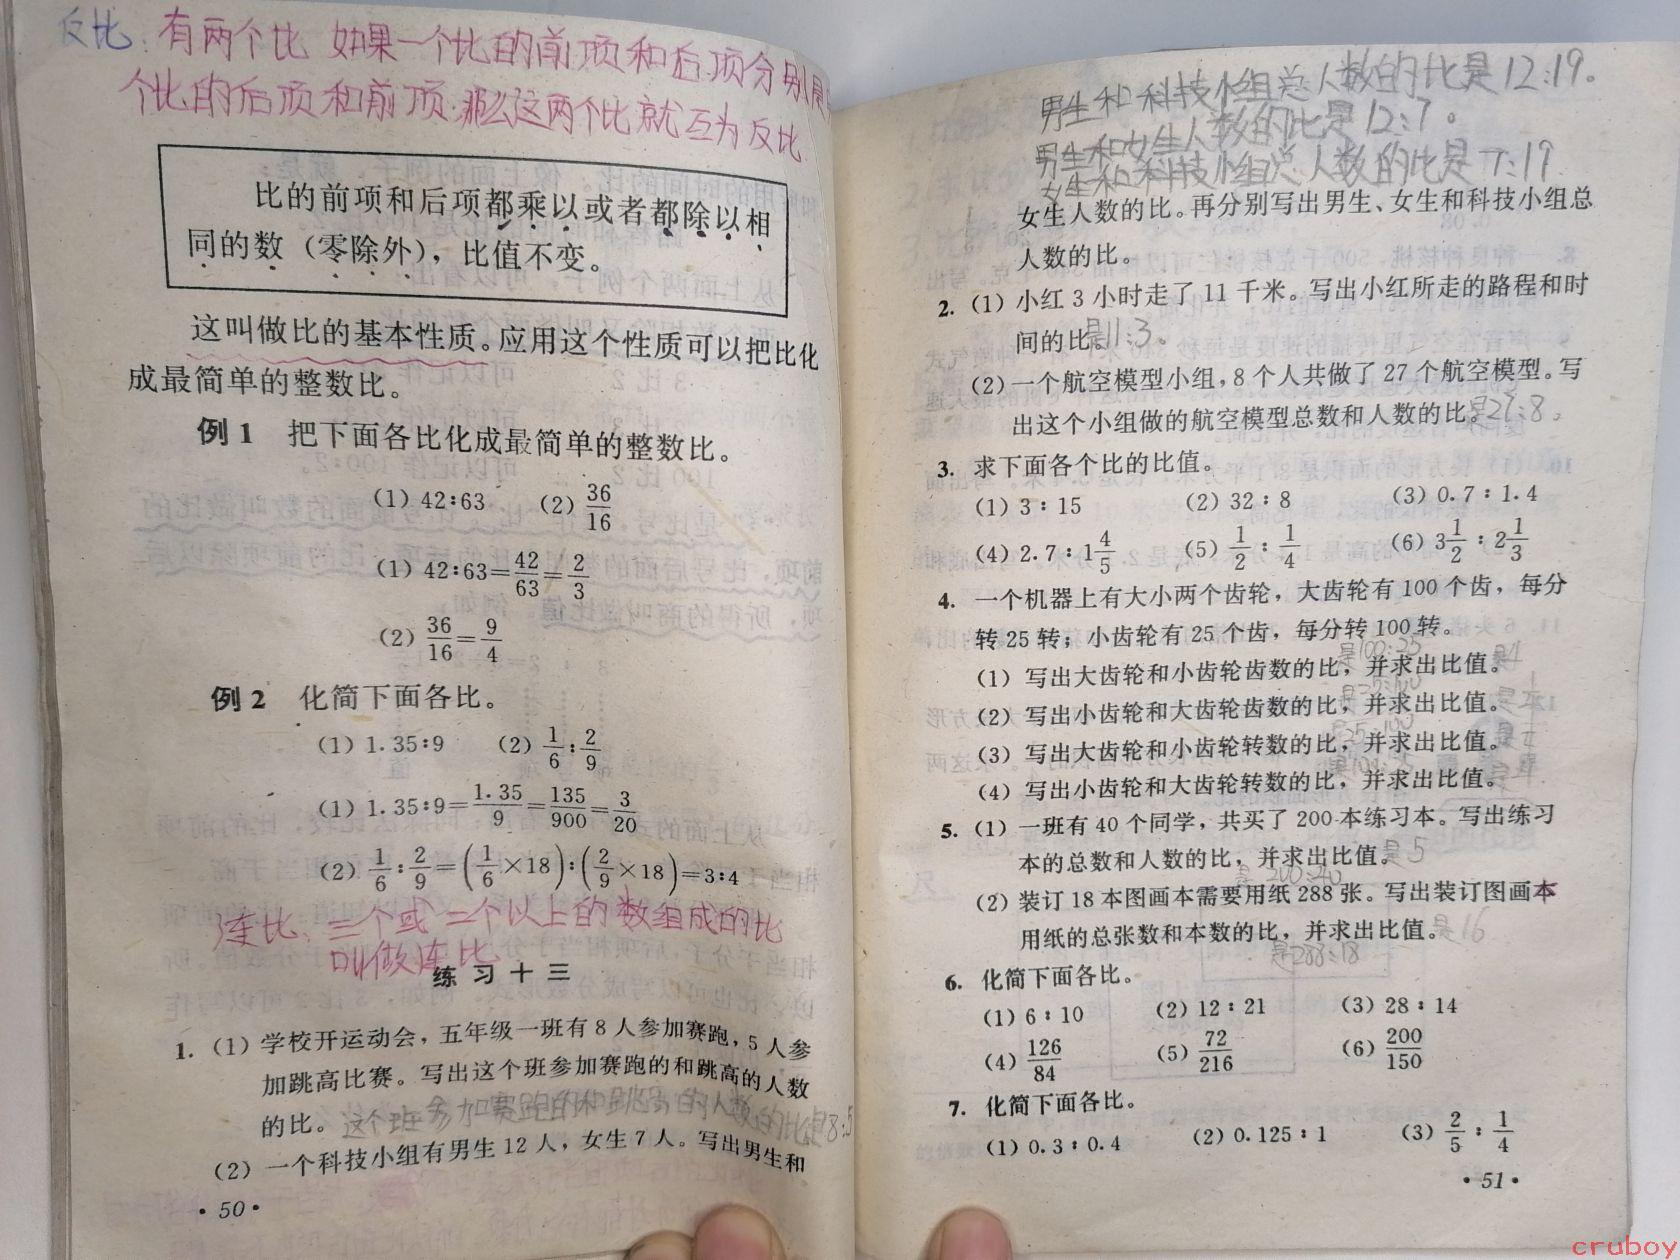 反比：有两个比 如果一个比的前项和后项分别是
个比的后项和前项.那么这两个比就互为反比
比的前项和后项都乘以或者都除以相
同的数（零除外），比值不变。
这叫做比的基本性质。应用这个性质可以把比化
成最简单的整数比。
例1 把下面各比化成最简单的整数比。
(1) 42:63 (2) 36/16
(1) 42:63=42/63=2/3
(2) 36/16=9/4
例2 化简下面各比。
(1) 1.35:9 (2) 1/6:2/9
(1) 1.35:9=1.35/9=135/900=3/20
(2) 1/6:2/9=(1/6×18):(2/9×18)=3:4
连比：三个或三个以上的数组成的比
叫做连比
练习十三
1. (1) 学校开运动会，五年级一班有8人参加赛跑，5人参
加跳高比赛。写出这个班参加赛跑的和跳高的人数
的比。这个班参加赛跑的和跳高的人数的比是8:5
(2) 一个科技小组有男生12人，女生7人。写出男生和
·50·
男生和科技小组总人数的比是12:19。
男生和女生人数的比是12:7。
女生和科技小组总人数的比是7:19
女生人数的比。再分别写出男生、女生和科技小组总
人数的比。
2. (1) 小红3小时走了11千米。写出小红所走的路程和时
间的比是11:3。
(2) 一个航空模型小组，8个人共做了27个航空模型。写
出这个小组做的航空模型总数和人数的比是27:8。
3. 求下面各个比的比值。
(1) 3:15 (2) 32:8 (3) 0.7:1.4
(4) 2.7:1 4/5 (5) 1/2:1/4 (6) 3 1/2:2 1/3
4. 一个机器上有大小两个齿轮，大齿轮有100个齿，每分
转25转；小齿轮有25个齿，每分转100转。
是100:25
(1) 写出大齿轮和小齿轮齿数的比，并求出比值。是4
是25:100
(2) 写出小齿轮和大齿轮齿数的比，并求出比值。是1/4
是25:100
(3) 写出大齿轮和小齿轮转数的比，并求出比值。是
是100:25
(4) 写出小齿轮和大齿轮转数的比，并求出比值。
5. (1) 一班有40个同学，共买了200本练习本。写出练习
本的总数和人数的比，并求出比值。是5
是200:40
(2) 装订18本图画本需要用纸288张。写出装订图画本
用纸的总张数和本数的比，并求出比值。是16
是288:18
6. 化简下面各比。
(1) 6:10 (2) 12:21 (3) 28:14
(4) 126/84 (5) 72/216 (6) 200/150
7. 化简下面各比。
(1) 0.3:0.4 (2) 0.125:1 (3) 2/5:1/4
·51·
cruboy